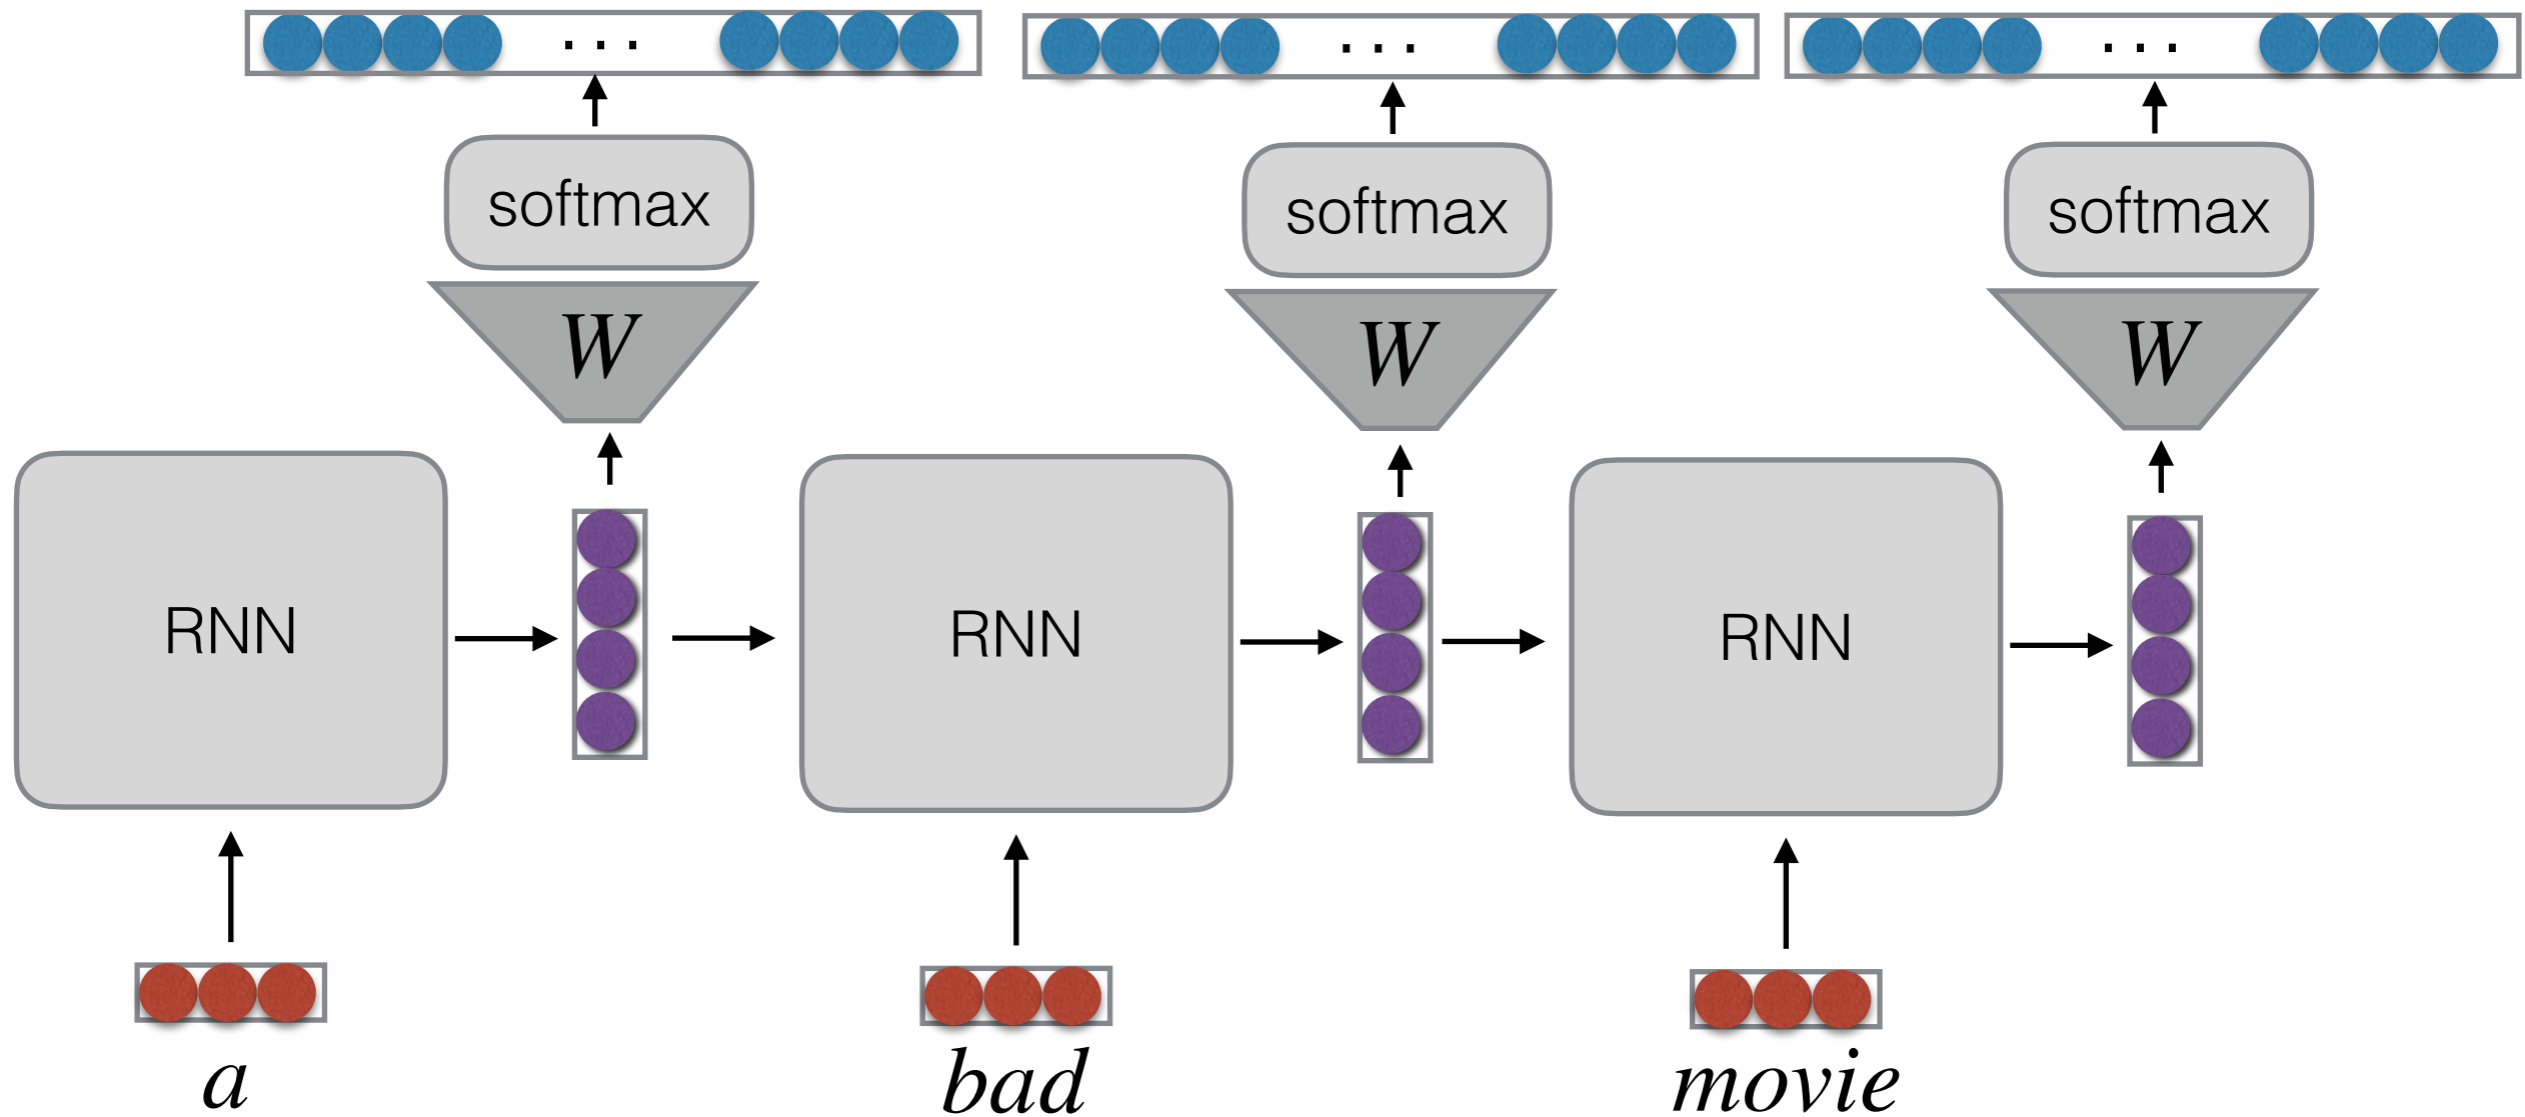 . . . . . . . . .
softmax softmax softmax
W W W
RNN RNN RNN
a bad movie